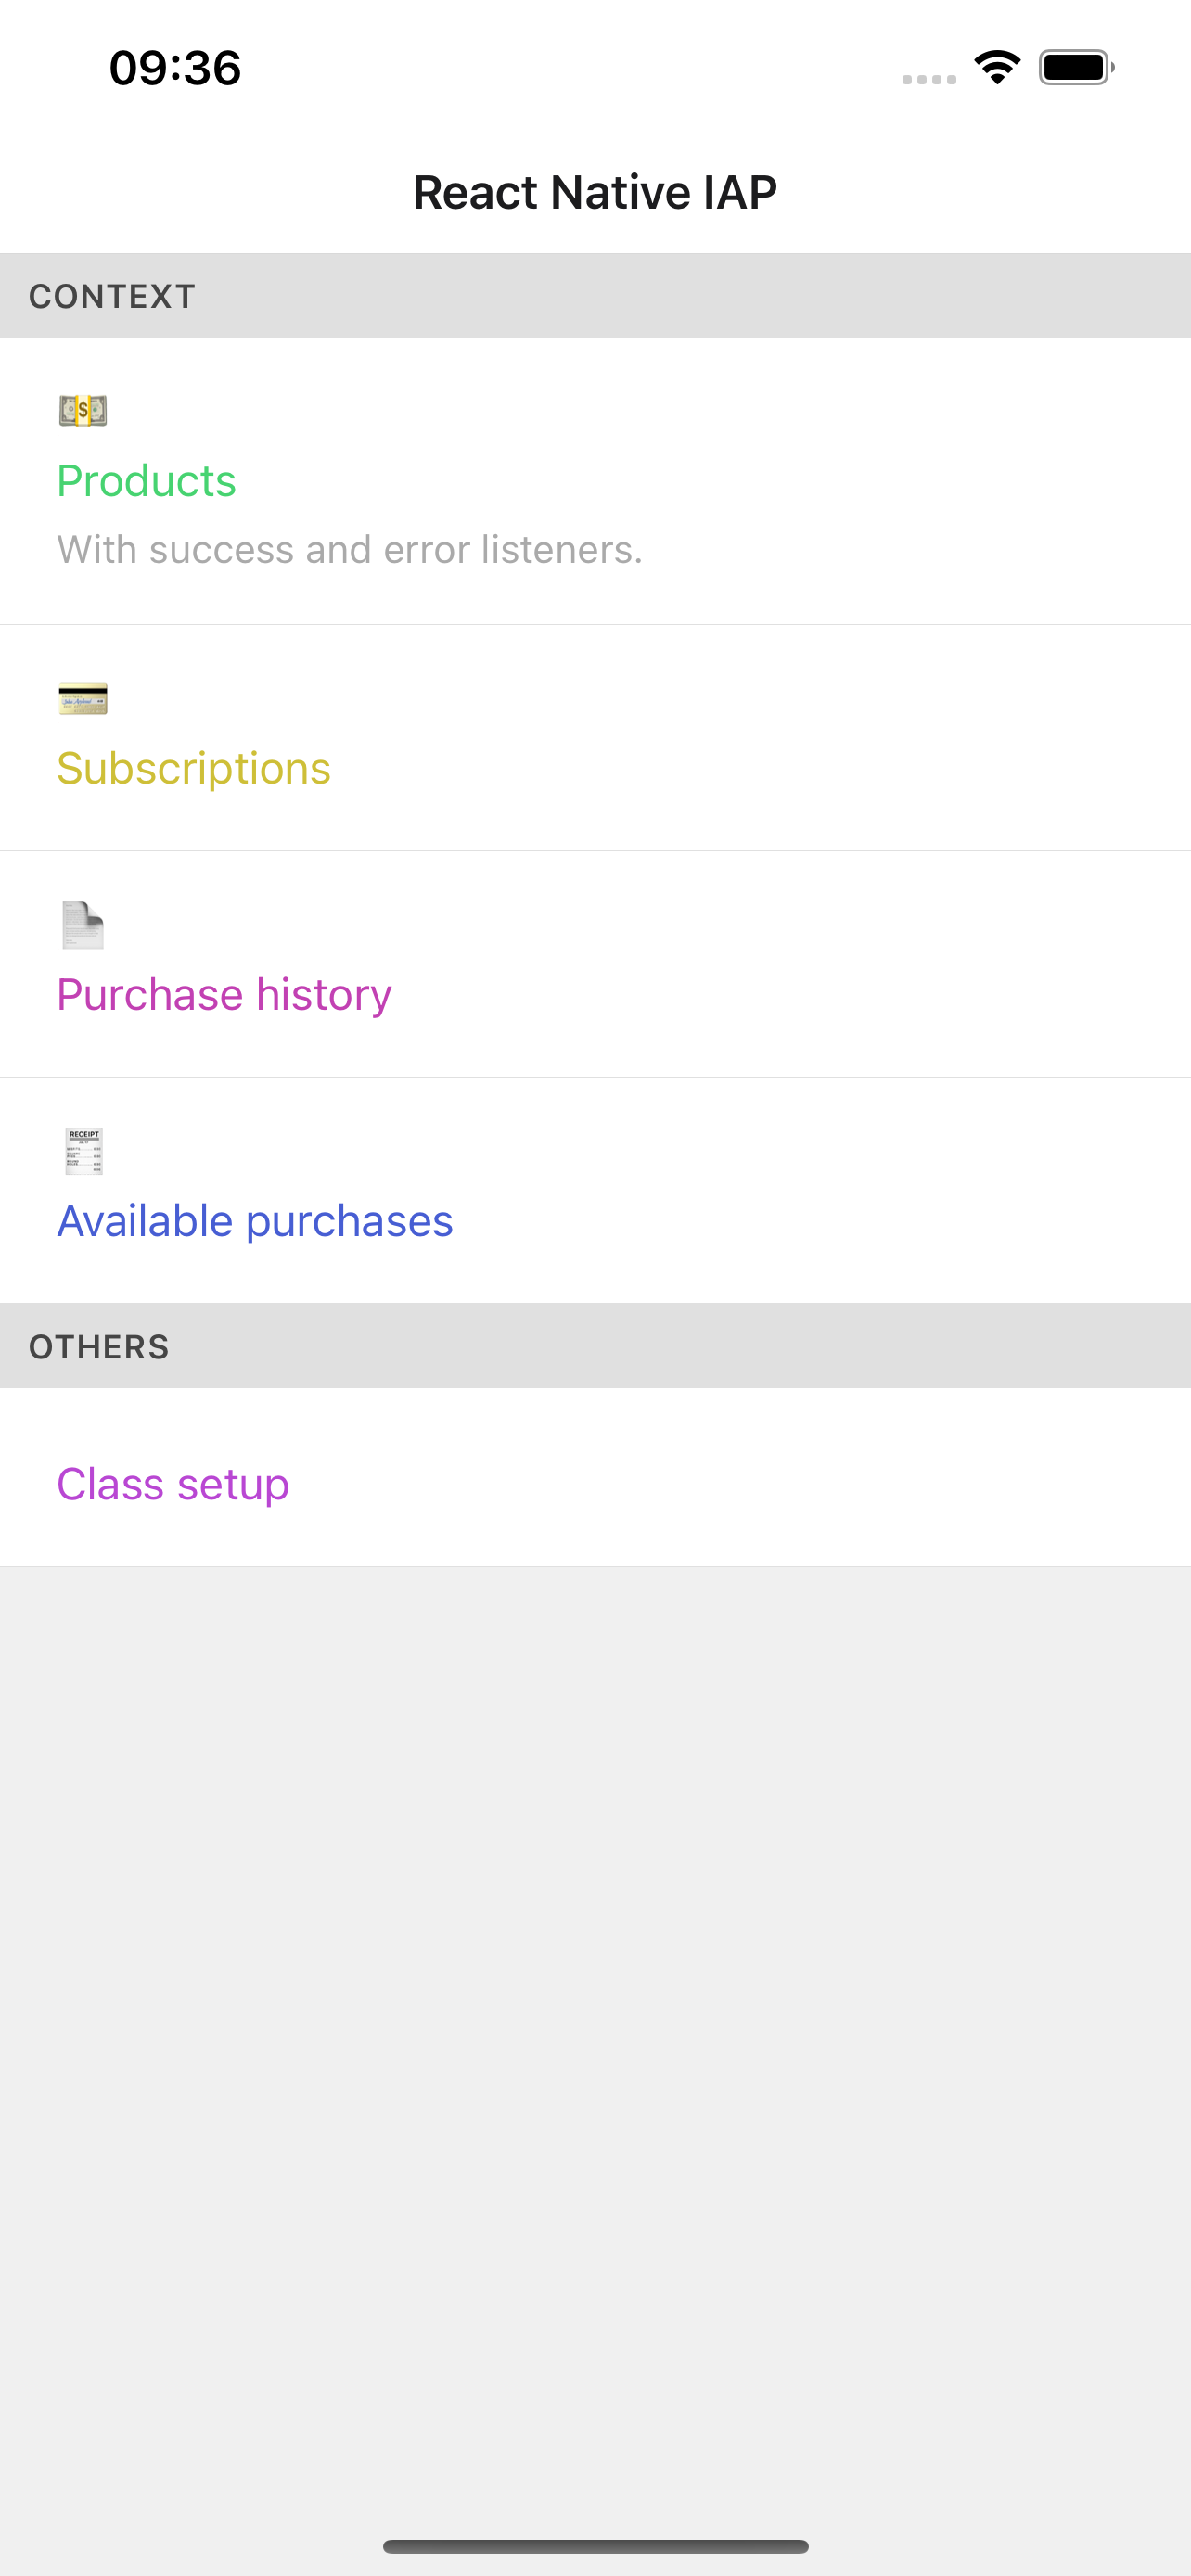 09:36
React Native IAP
CONTEXT
Products
With success and error listeners.
Subscriptions
Purchase history
RECEIPT
Available purchases
OTHERS
Class setup